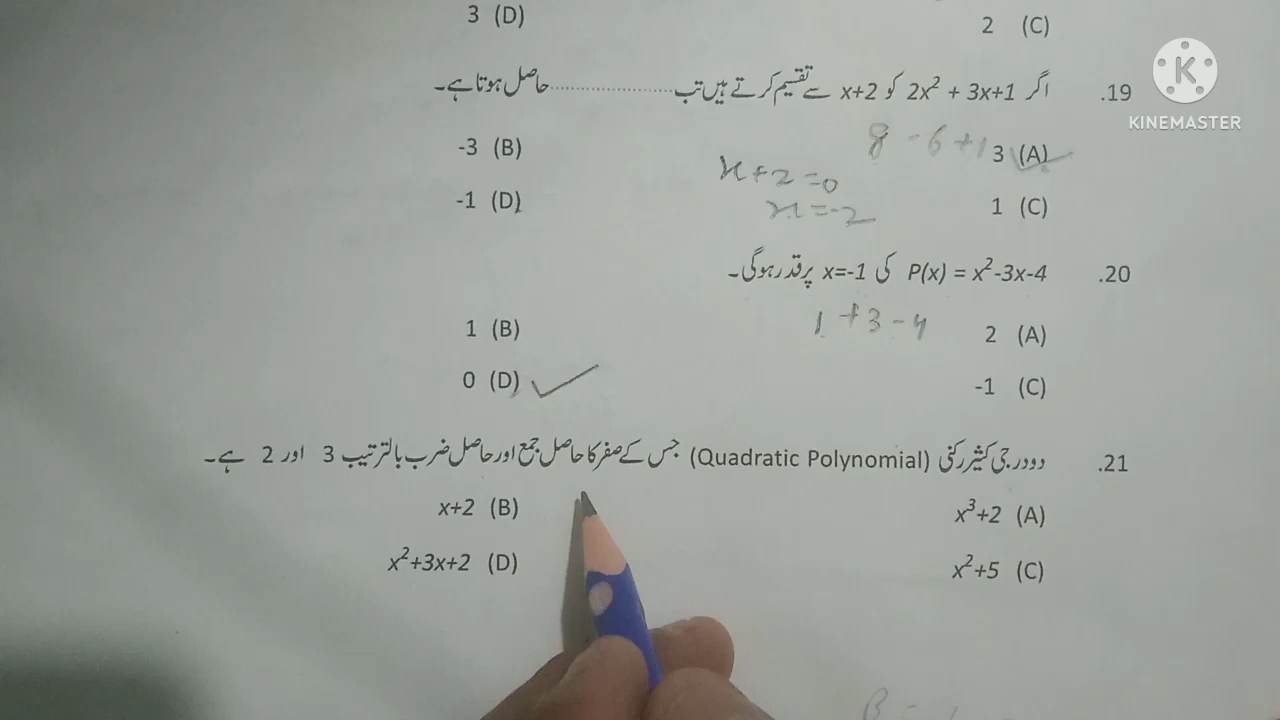 2 (C) 3 (D)
KINEMASTER
19. اگر 2x² + 3x+1 کو x+2 سے تقسیم کرتے ہیں تب ........................ حاصل ہوتا ہے۔
8 - 6 + 1
3 (A) -3 (B)
x+2=0
x=-2
1 (C) -1 (D)
20. P(x) = x²-3x-4 کی x=-1 پر قدر ہوگی۔
1 + 3 - 4
2 (A) 1 (B)
-1 (C) 0 (D)
21. دو درجی کثیر رکنی (Quadratic Polynomial) جس کے صفر کا حاصل جمع اور حاصل ضرب بالترتیب 3 اور 2 ہے۔
x³+2 (A) x+2 (B)
x²+5 (C) x²+3x+2 (D)